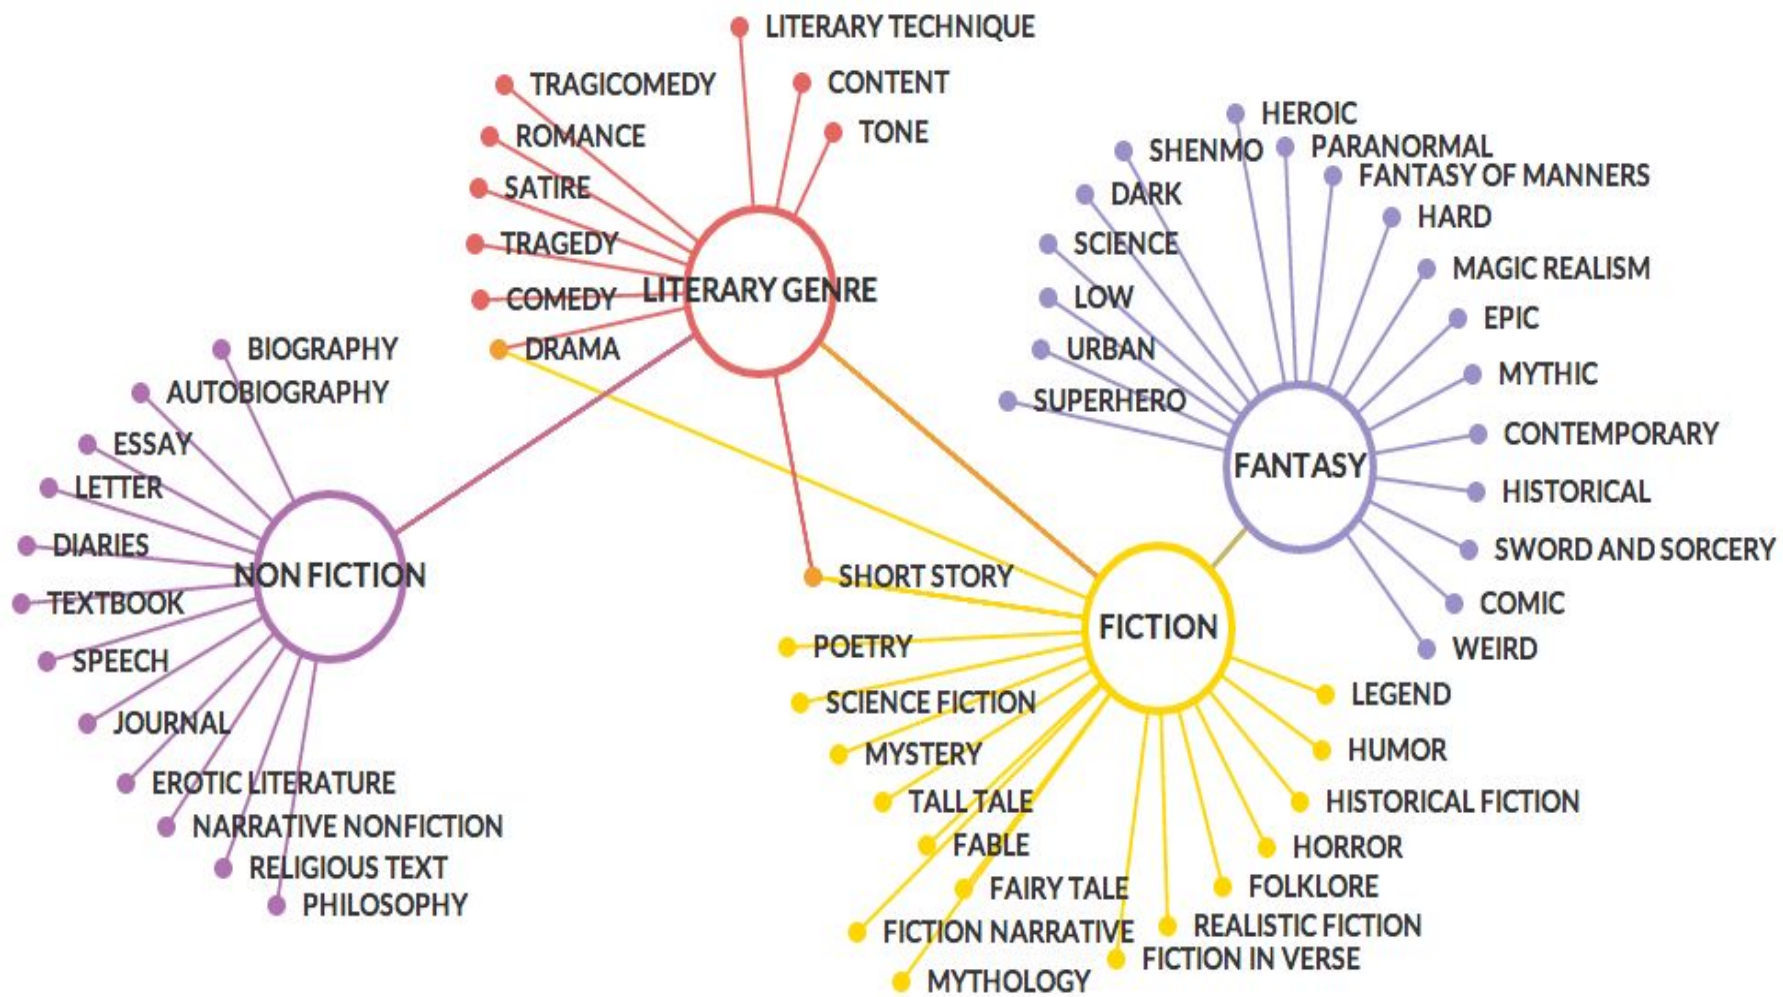 LITERARY TECHNIQUE
TRAGICOMEDY
CONTENT
ROMANCE
TONE
SATIRE
TRAGEDY
COMEDY
LITERARY GENRE
DRAMA
HEROIC
SHENMO
PARANORMAL
FANTASY OF MANNERS
DARK
HARD
SCIENCE
MAGIC REALISM
LOW
EPIC
URBAN
MYTHIC
SUPERHERO
CONTEMPORARY
FANTASY
HISTORICAL
SWORD AND SORCERY
COMIC
WEIRD
BIOGRAPHY
AUTOBIOGRAPHY
ESSAY
LETTER
DIARIES
NON FICTION
TEXTBOOK
SPEECH
JOURNAL
EROTIC LITERATURE
NARRATIVE NONFICTION
RELIGIOUS TEXT
PHILOSOPHY
SHORT STORY
FICTION
POETRY
LEGEND
SCIENCE FICTION
MYSTERY
HUMOR
TALL TALE
HISTORICAL FICTION
FABLE
HORROR
FAIRY TALE
FOLKLORE
FICTION NARRATIVE
REALISTIC FICTION
FICTION IN VERSE
MYTHOLOGY